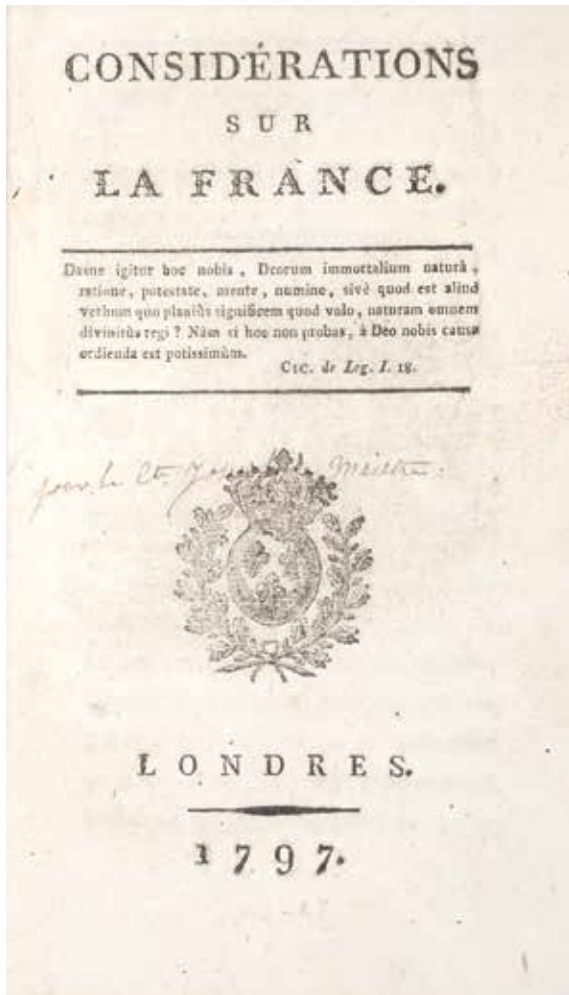 CONSIDÉRATIONS
SUR
LA FRANCE.
Dasne igitur hoc nobis, Deorum immortalium naturâ,
ratione, potestate, mente, numine, sivè quod est aliud
verbum quo planiùs significem quod volo, naturam omnem
divinitùs regi ? Nàm si hoc non probas, à Deo nobis causa
ordienda est potissimùm.
CIC. de Leg. I. 18.
par le Ct. Maistre.
LONDRES.
1797.